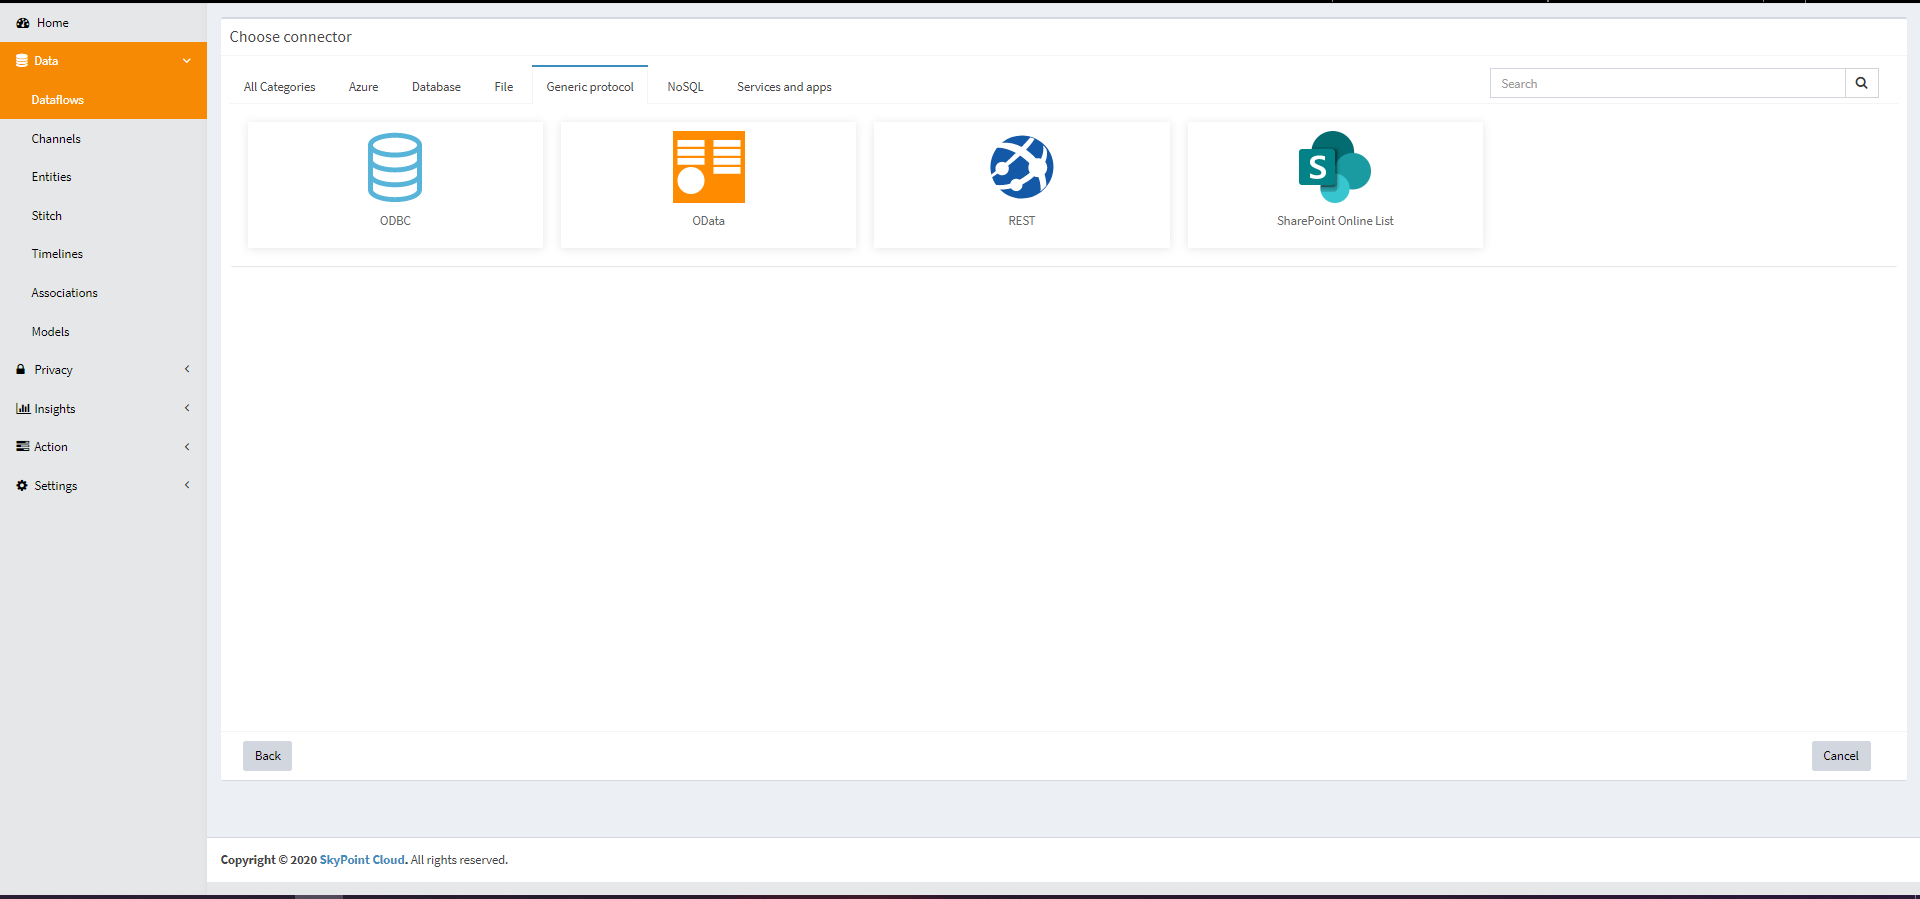 Home
Data
Dataflows
Channels
Entities
Stitch
Timelines
Associations
Models
Privacy
Insights
Action
Settings
Choose connector
All Categories Azure Database File Generic protocol NoSQL Services and apps Search
ODBC
OData
S
REST
SharePoint Online List
Back
Cancel
Copyright © 2020 SkyPoint Cloud. All rights reserved.